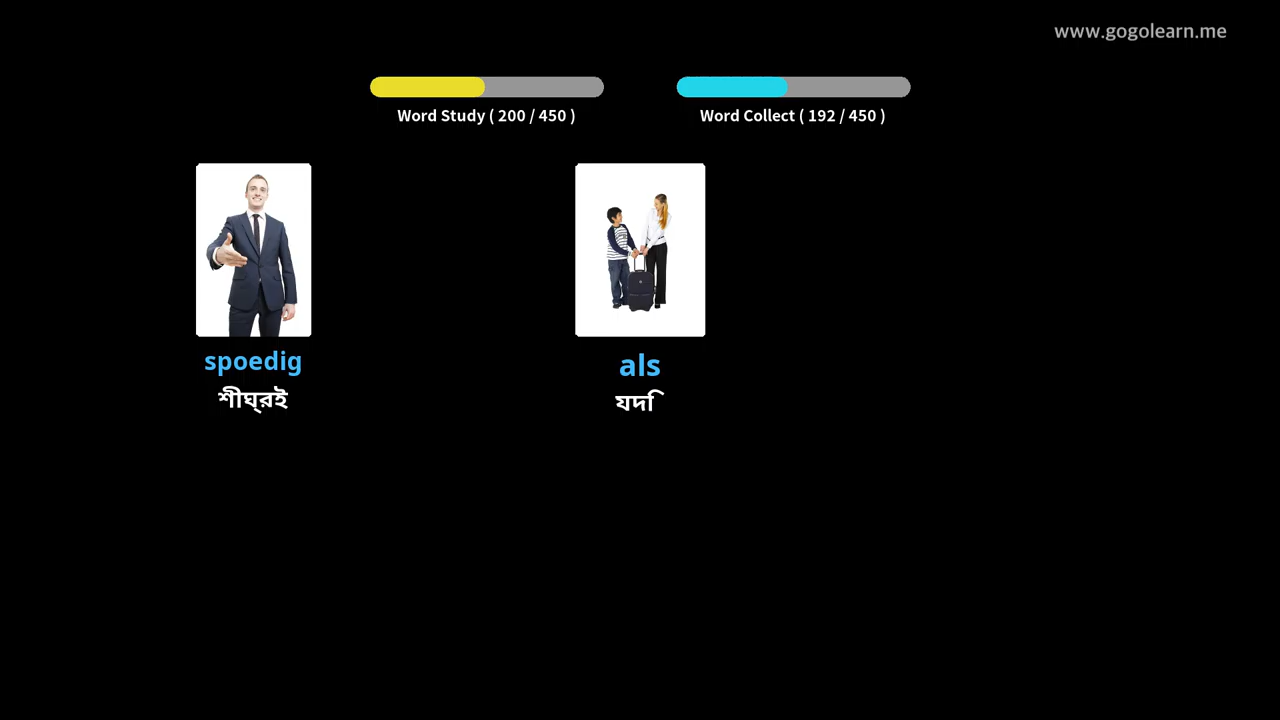 www.gogolearn.me
Word Study ( 200 / 450 )
Word Collect ( 192 / 450 )
spoedig
শীঘ্রই
als
যদি